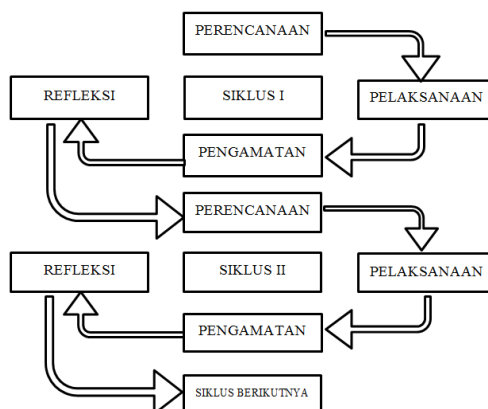 PERENCANAAN
REFLEKSI
SIKLUS I
PELAKSANAAN
PENGAMATAN
PERENCANAAN
REFLEKSI
SIKLUS II
PELAKSANAAN
PENGAMATAN
SIKLUS BERIKUTNYA